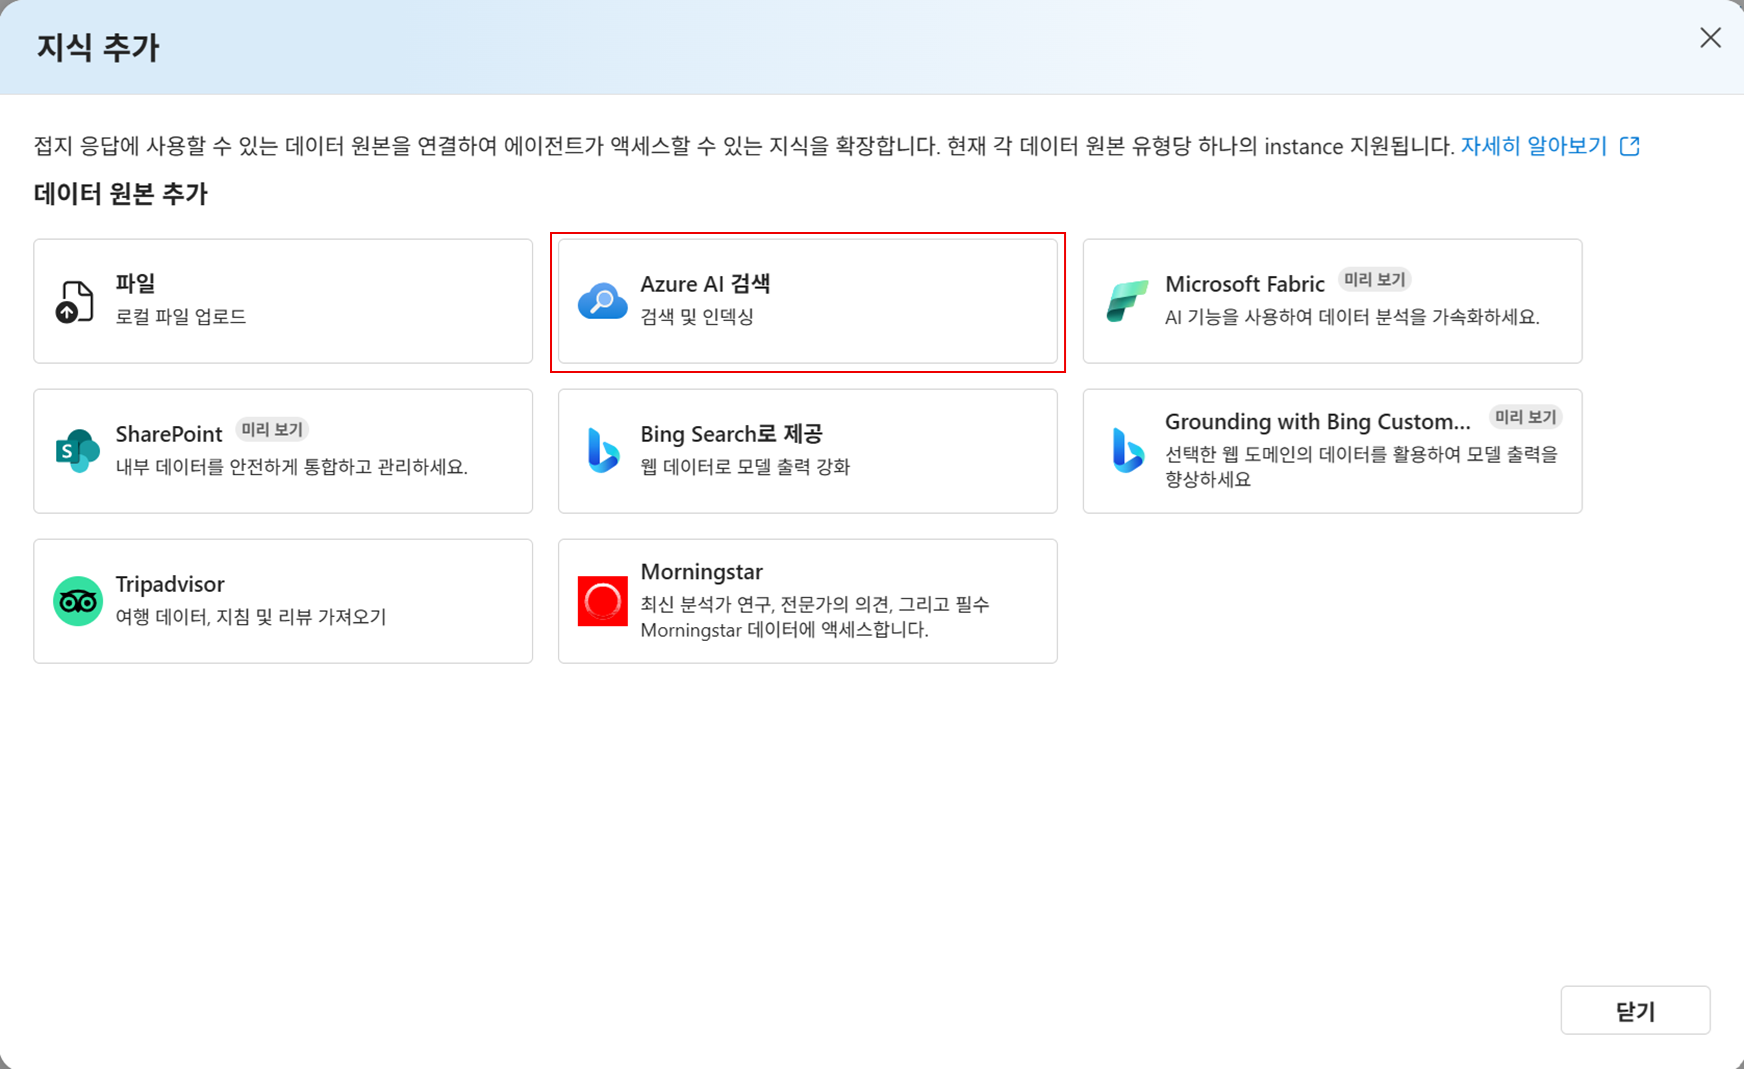 지식 추가
접지 응답에 사용할 수 있는 데이터 원본을 연결하여 에이전트가 액세스할 수 있는 지식을 확장합니다. 현재 각 데이터 원본 유형당 하나의 instance 지원됩니다. 자세히 알아보기
데이터 원본 추가
파일
로컬 파일 업로드
Azure AI 검색
검색 및 인덱싱
Microsoft Fabric 미리 보기
AI 기능을 사용하여 데이터 분석을 가속화하세요.
SharePoint 미리 보기
내부 데이터를 안전하게 통합하고 관리하세요.
Bing Search로 제공
웹 데이터로 모델 출력 강화
Grounding with Bing Custom... 미리 보기
선택한 웹 도메인의 데이터를 활용하여 모델 출력을
향상하세요
Tripadvisor
여행 데이터, 지침 및 리뷰 가져오기
Morningstar
최신 분석가 연구, 전문가의 의견, 그리고 필수
Morningstar 데이터에 액세스합니다.
닫기